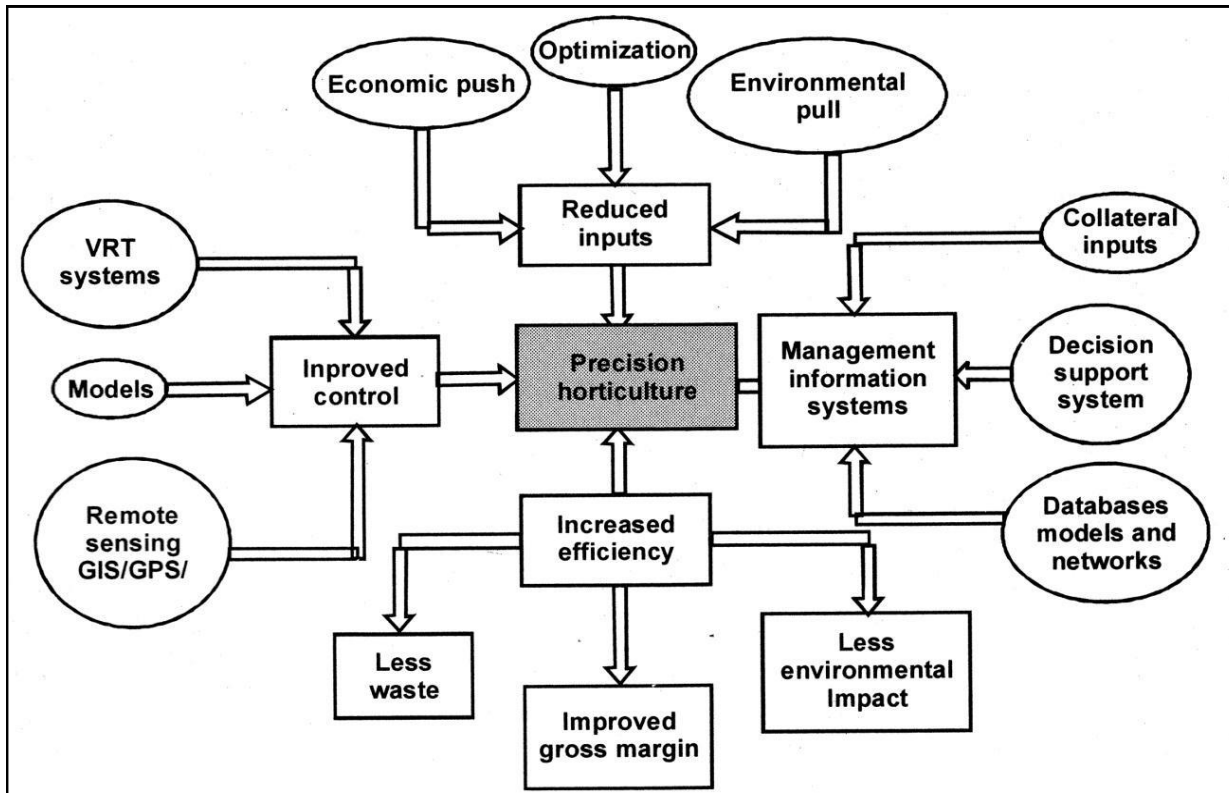 Optimization
Economic push
Environmental
pull
Reduced
inputs
Collateral
inputs
VRT
systems
Precision
horticulture
Management
information
systems
Decision
support
system
Inproved
control
Models
Remote
sensing
GIS/GPS/
Increased
efficiency
Databases
models and
networks
Less
waste
Improved
gross margin
Less
environmental
Impact